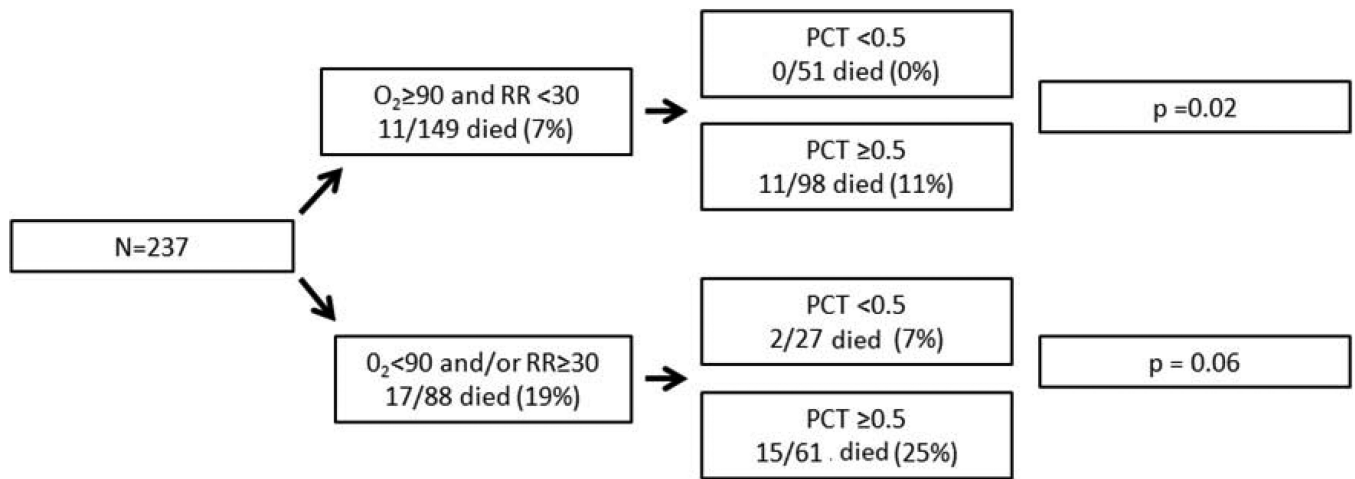 N=237
O₂≥90 and RR <30
11/149 died (7%)
PCT <0.5
0/51 died (0%)
PCT ≥0.5
11/98 died (11%)
p =0.02
0₂<90 and/or RR≥30
17/88 died (19%)
PCT <0.5
2/27 died (7%)
PCT ≥0.5
15/61 . died (25%)
p = 0.06